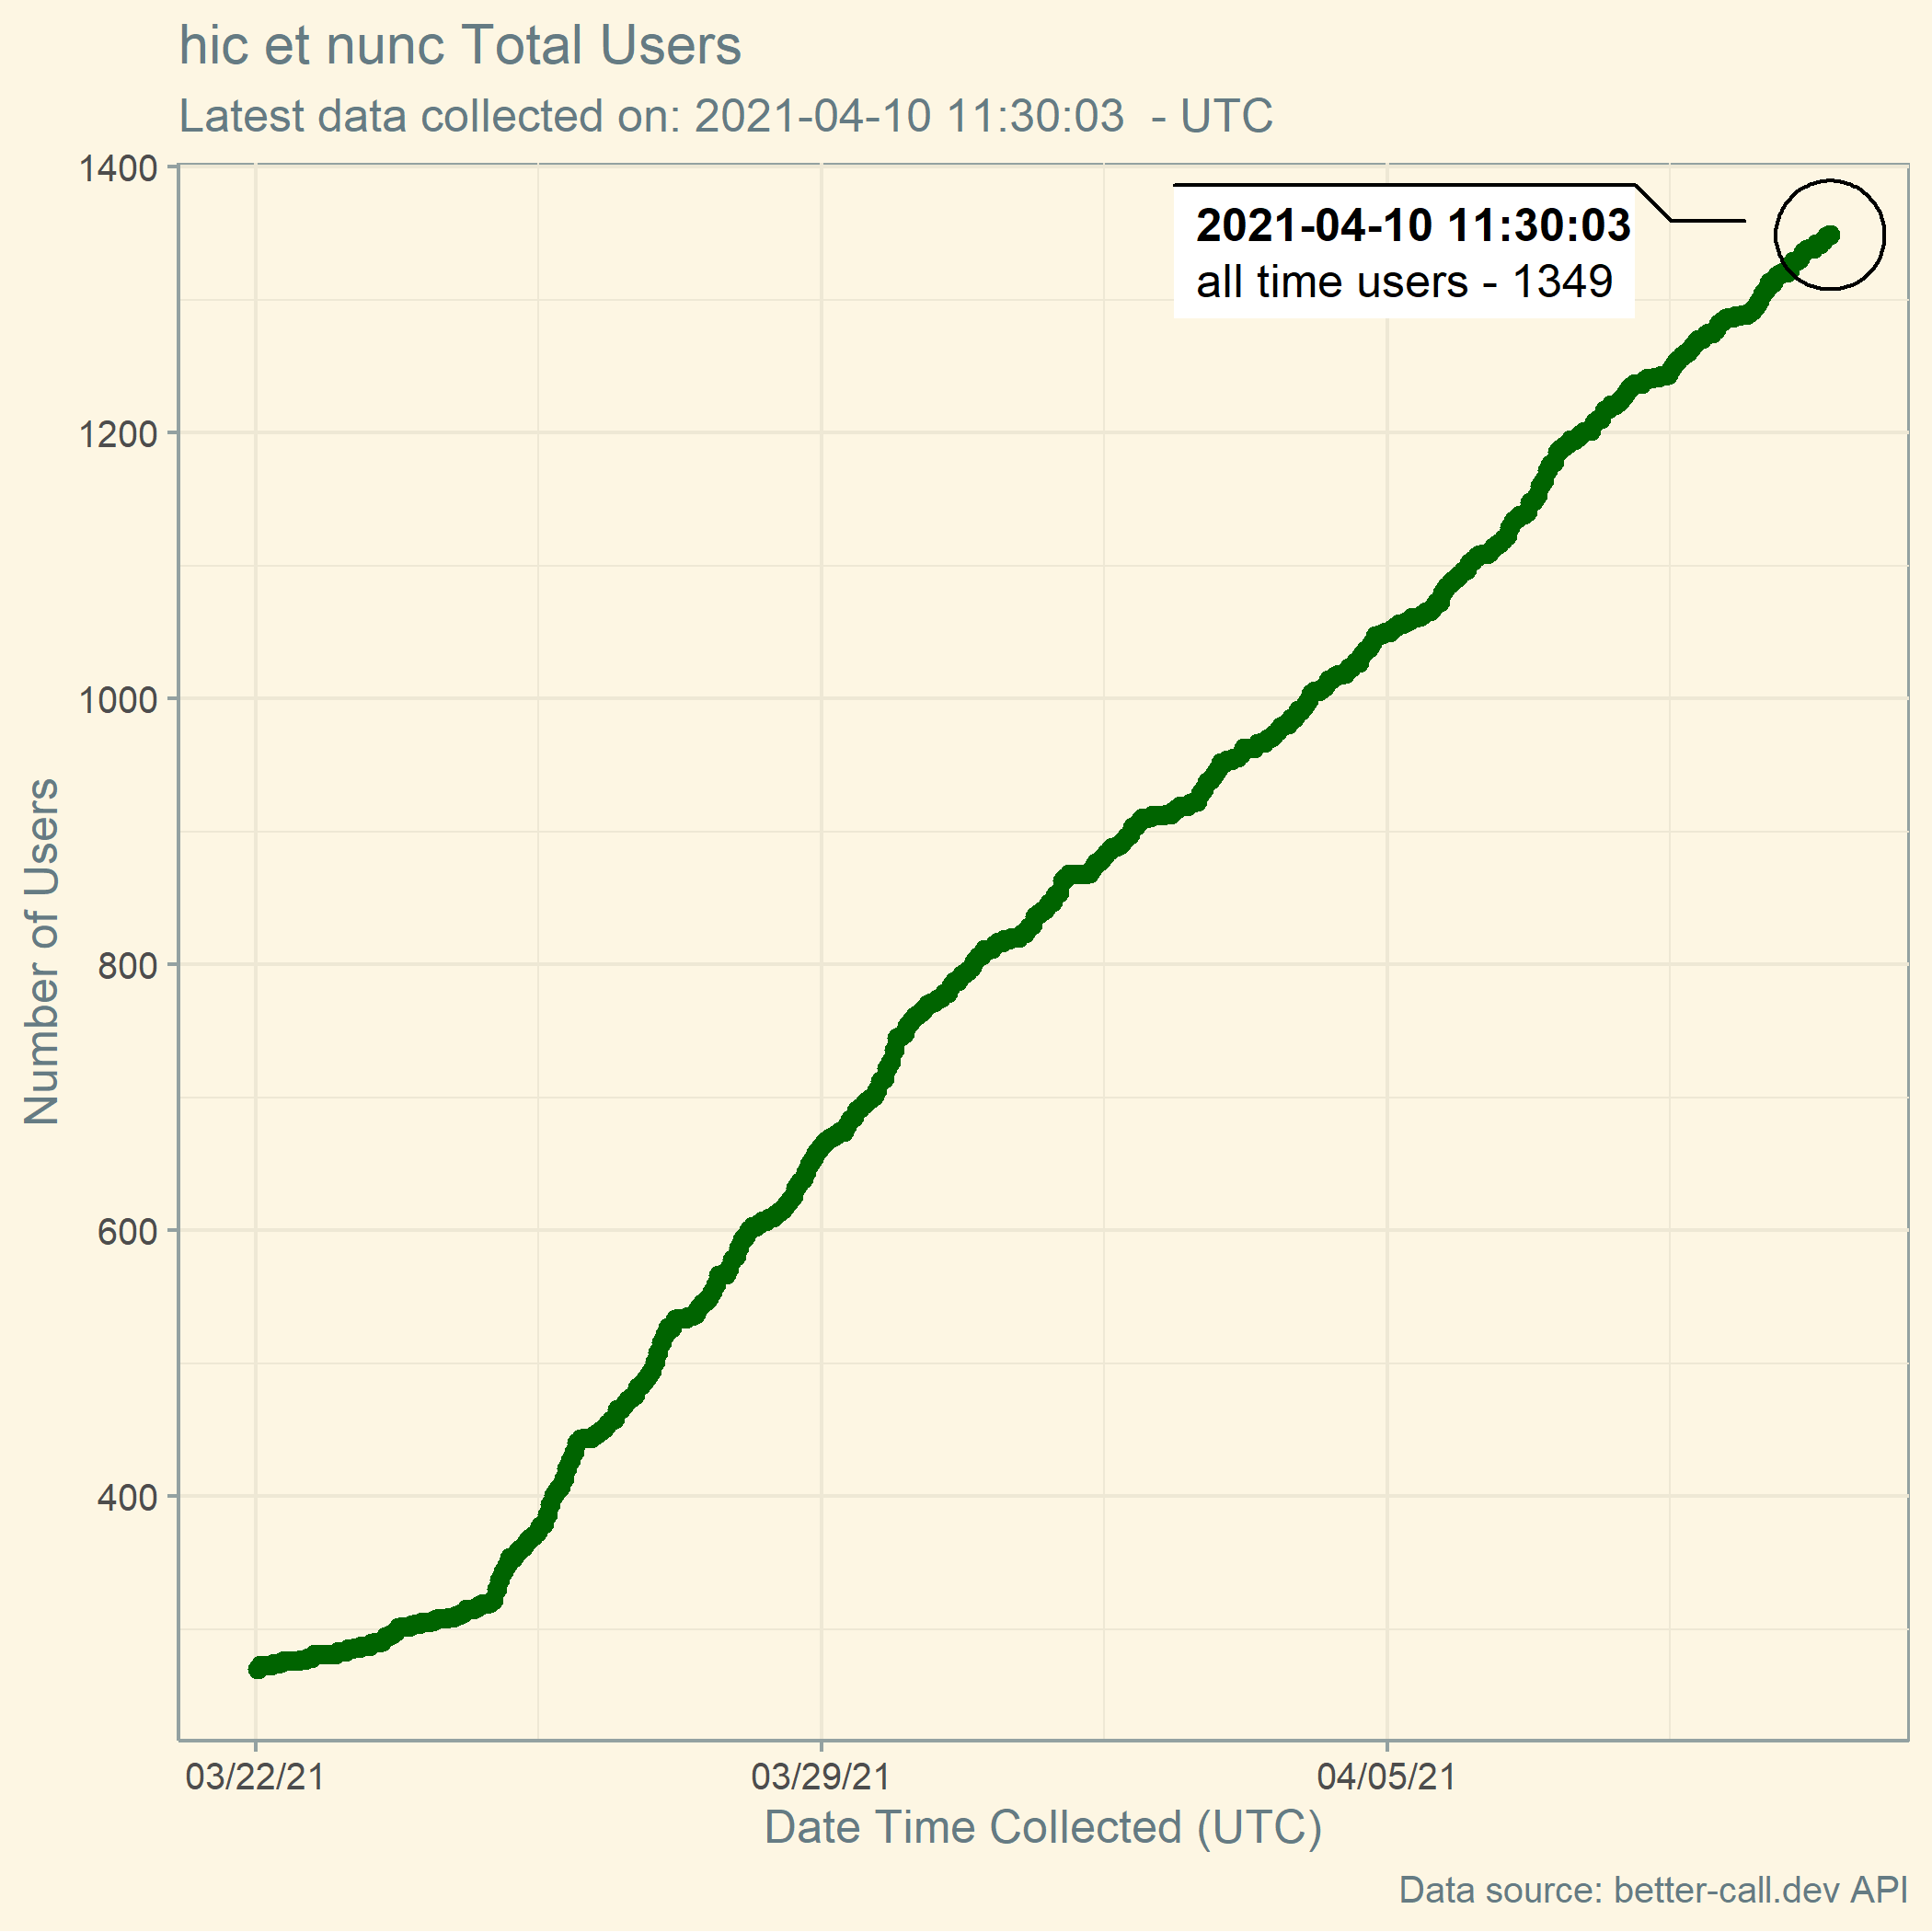 hic et nunc Total Users
Latest data collected on: 2021-04-10 11:30:03  - UTC
1400
2021-04-10 11:30:03
all time users - 1349
1200
1000
800
600
400
Number of Users
03/22/21
03/29/21
04/05/21
Date Time Collected (UTC)
Data source: better-call.dev API